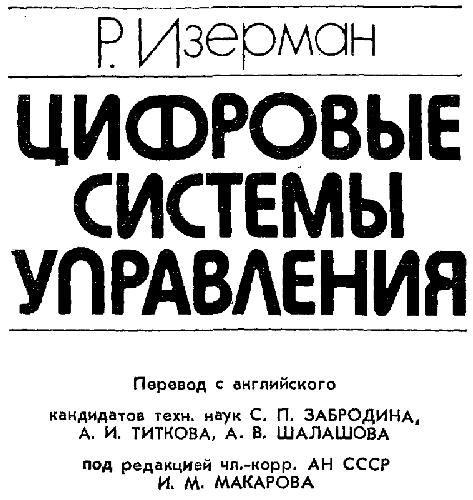 Р. Изерман
ЦИФРОВЫЕ
СИСТЕМЫ
УПРАВЛЕНИЯ
Перевод с английского
кандидатов техн. наук С. П. ЗАБРОДИНА,
А. И. ТИТКОВА, А. В. ШАЛАШОВА
под редакцией чл.-корр. АН СССР
И. М. МАКАРОВА